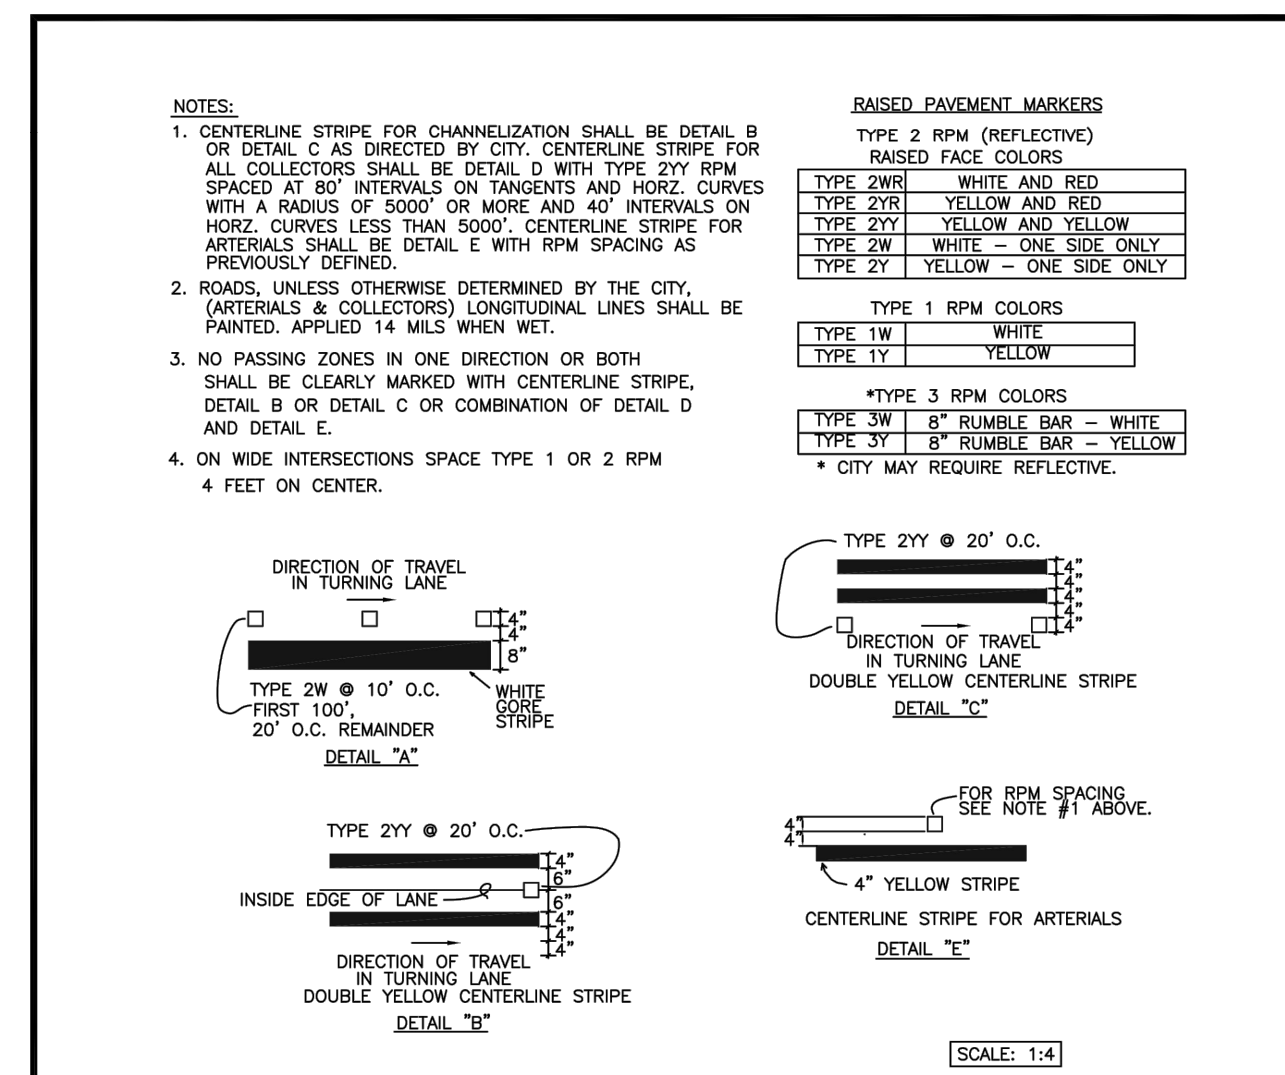 NOTES:
1. CENTERLINE STRIPE FOR CHANNELIZATION SHALL BE DETAIL B
OR DETAIL C AS DIRECTED BY CITY. CENTERLINE STRIPE FOR
ALL COLLECTORS SHALL BE DETAIL D WITH TYPE 2YY RPM
SPACED AT 80' INTERVALS ON TANGENTS AND HORZ. CURVES
WITH A RADIUS OF 5000' OR MORE AND 40' INTERVALS ON
HORZ. CURVES LESS THAN 5000'. CENTERLINE STRIPE FOR
ARTERIALS SHALL BE DETAIL E WITH RPM SPACING AS
PREVIOUSLY DEFINED.
2. ROADS, UNLESS OTHERWISE DETERMINED BY THE CITY,
(ARTERIALS & COLLECTORS) LONGITUDINAL LINES SHALL BE
PAINTED. APPLIED 14 MILS WHEN WET.
3. NO PASSING ZONES IN ONE DIRECTION OR BOTH
SHALL BE CLEARLY MARKED WITH CENTERLINE STRIPE,
DETAIL B OR DETAIL C OR COMBINATION OF DETAIL D
AND DETAIL E.
4. ON WIDE INTERSECTIONS SPACE TYPE 1 OR 2 RPM
4 FEET ON CENTER.
RAISED PAVEMENT MARKERS
TYPE 2 RPM (REFLECTIVE)
RAISED FACE COLORS
TYPE 2WR WHITE AND RED
TYPE 2YR YELLOW AND RED
TYPE 2YY YELLOW AND YELLOW
TYPE 2W WHITE – ONE SIDE ONLY
TYPE 2Y YELLOW – ONE SIDE ONLY
TYPE 1 RPM COLORS
TYPE 1W WHITE
TYPE 1Y YELLOW
*TYPE 3 RPM COLORS
TYPE 3W 8" RUMBLE BAR – WHITE
TYPE 3Y 8" RUMBLE BAR – YELLOW
* CITY MAY REQUIRE REFLECTIVE.
DIRECTION OF TRAVEL
IN TURNING LANE
4"
4"
8"
TYPE 2W @ 10' O.C.
FIRST 100',
20' O.C. REMAINDER
WHITE
GORE
STRIPE
DETAIL "A"
TYPE 2YY @ 20' O.C.
4"
4"
4"
4"
4"
DIRECTION OF TRAVEL
IN TURNING LANE
DOUBLE YELLOW CENTERLINE STRIPE
DETAIL "C"
TYPE 2YY @ 20' O.C.
4"
6"
INSIDE EDGE OF LANE
6"
4"
4"
4"
DIRECTION OF TRAVEL
IN TURNING LANE
DOUBLE YELLOW CENTERLINE STRIPE
DETAIL "B"
FOR RPM SPACING
SEE NOTE #1 ABOVE.
4"
4"
4" YELLOW STRIPE
CENTERLINE STRIPE FOR ARTERIALS
DETAIL "E"
SCALE: 1:4